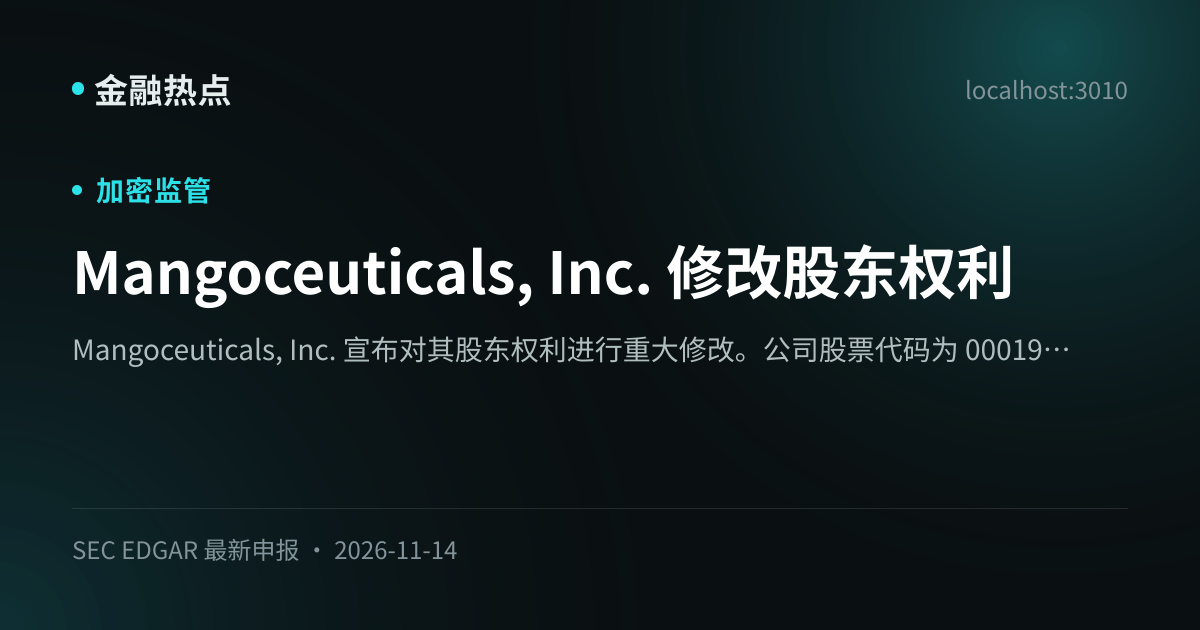 金融热点
localhost:3010
加密监管
Mangoceuticals, Inc. 修改股东权利
Mangoceuticals, Inc. 宣布对其股东权利进行重大修改。公司股票代码为 00019…
SEC EDGAR 最新申报 · 2026-11-14